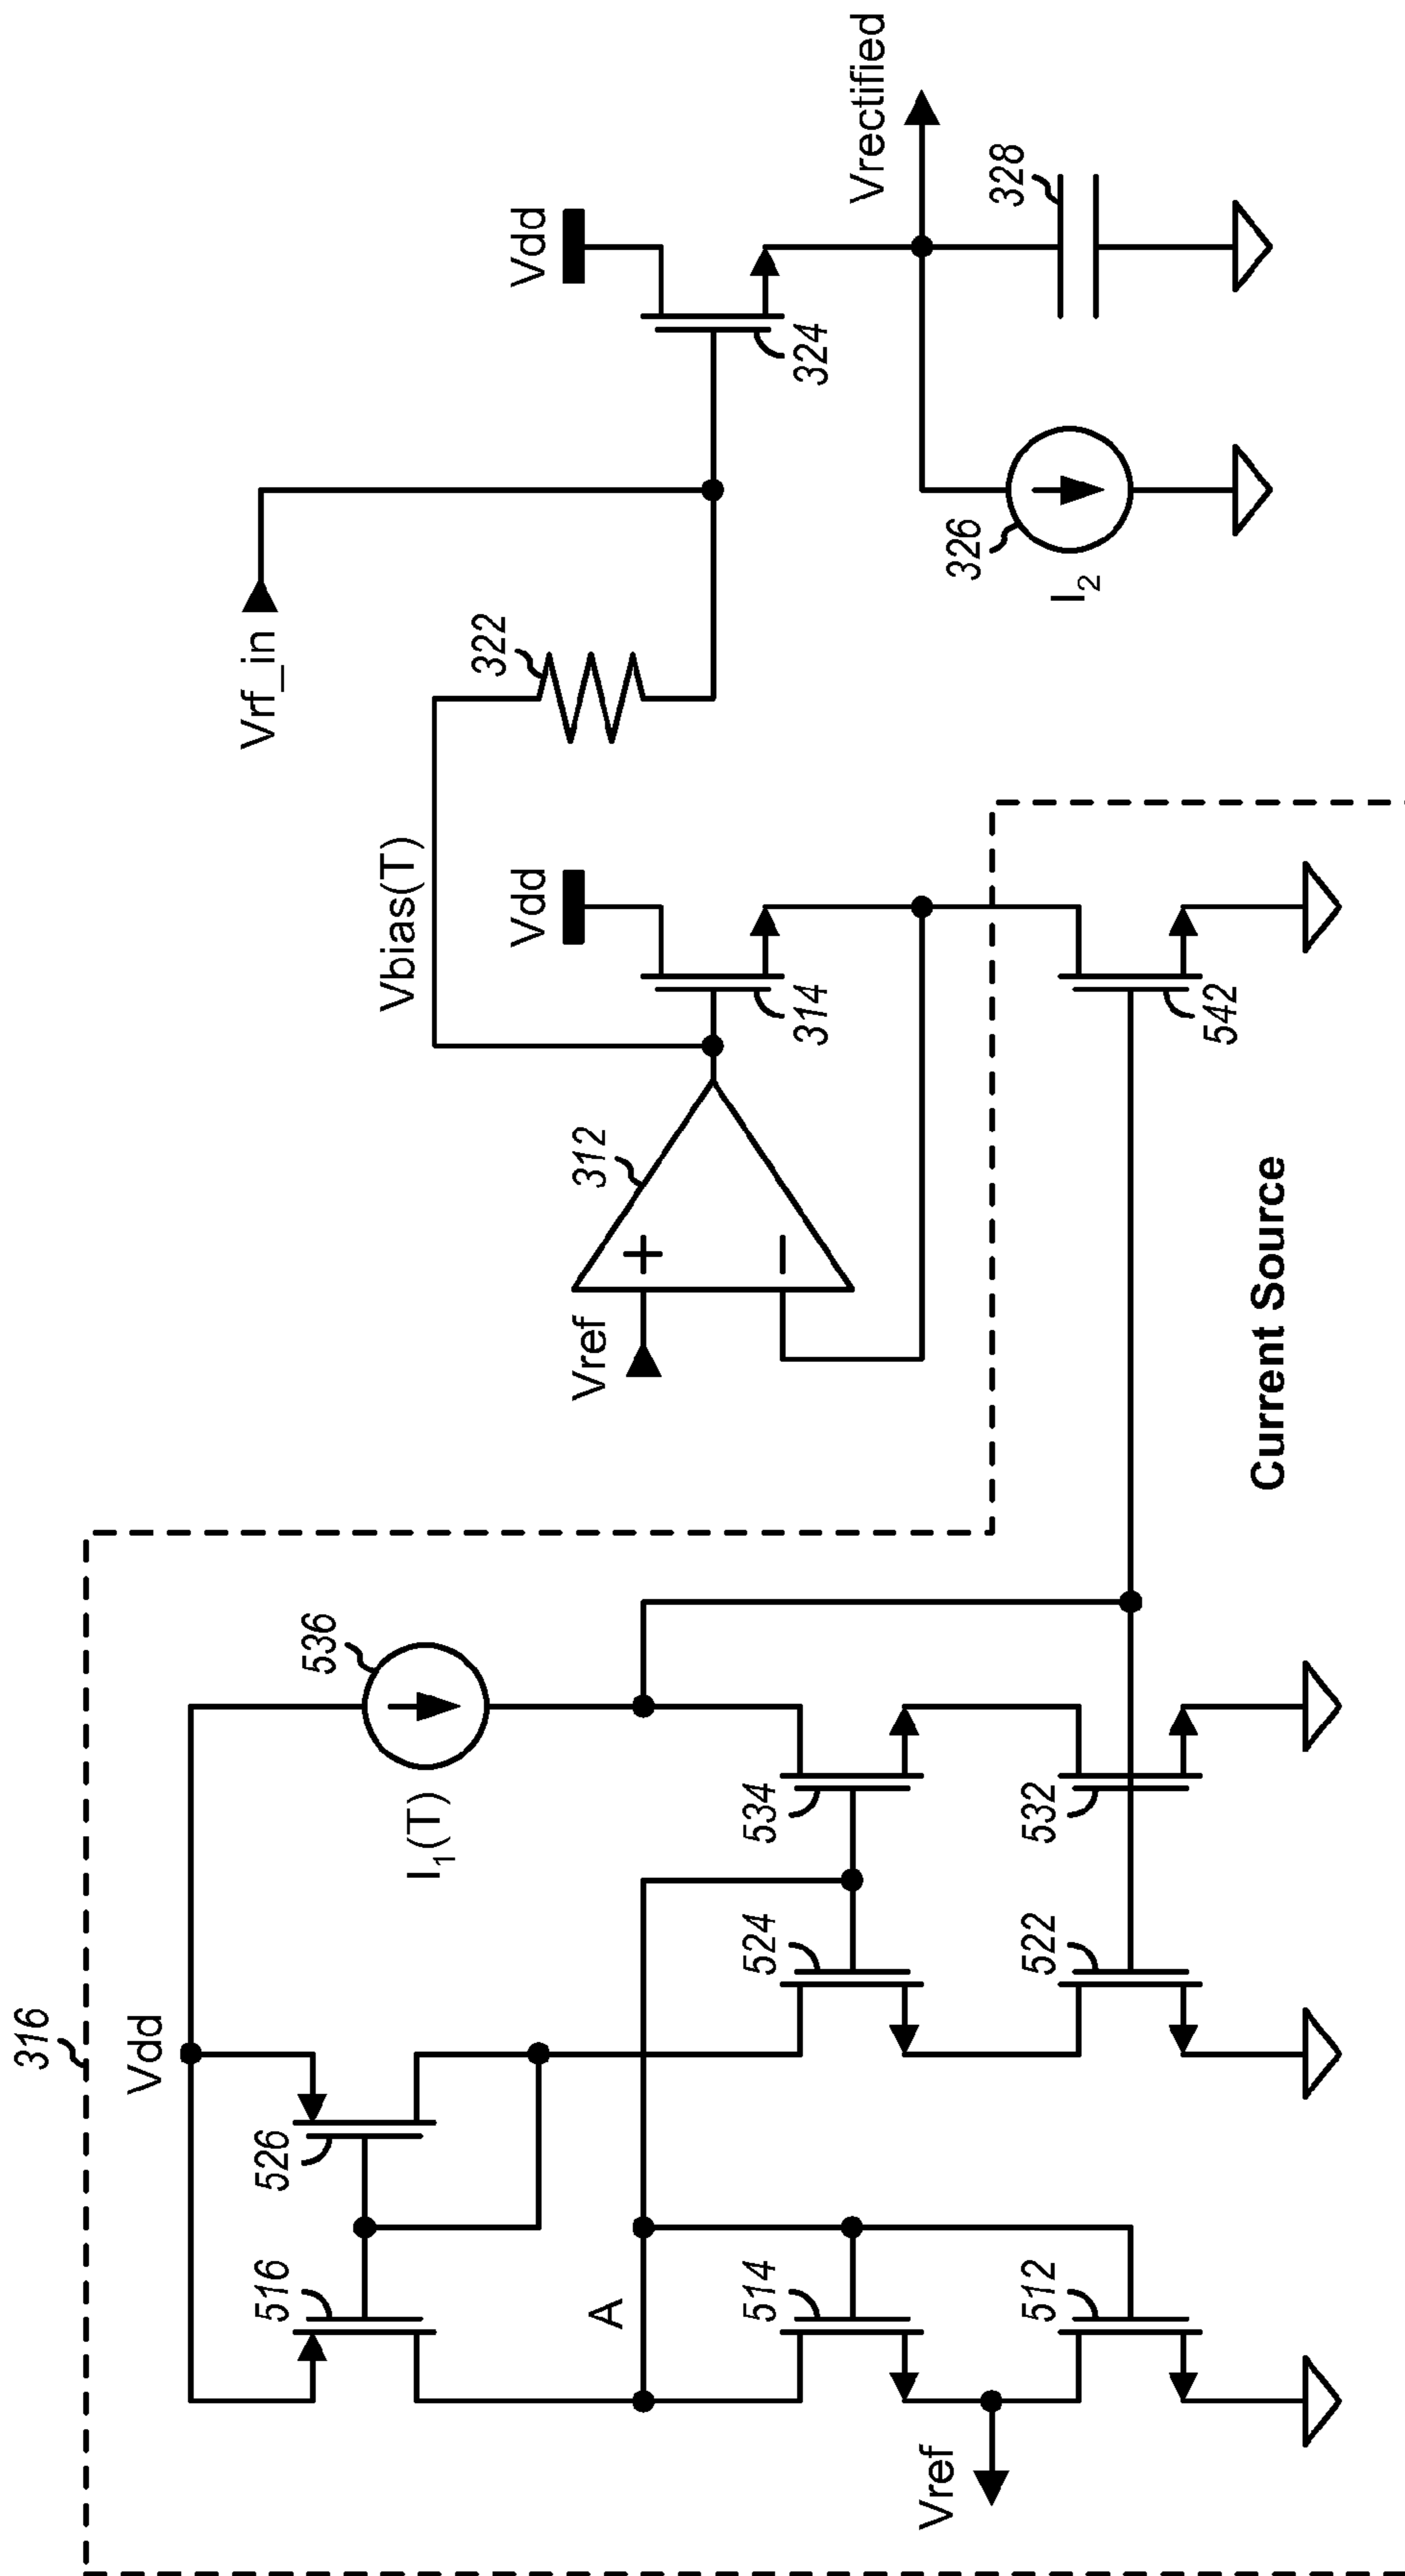 316
Vdd
516
526
536
I₁(T)
A
514
524
534
Vref
512
522
532
Current Source
Vref
312
Vbias(T)
Vdd
314
542
Vrf_in
322
Vdd
324
Vrectified
326
I₂
328